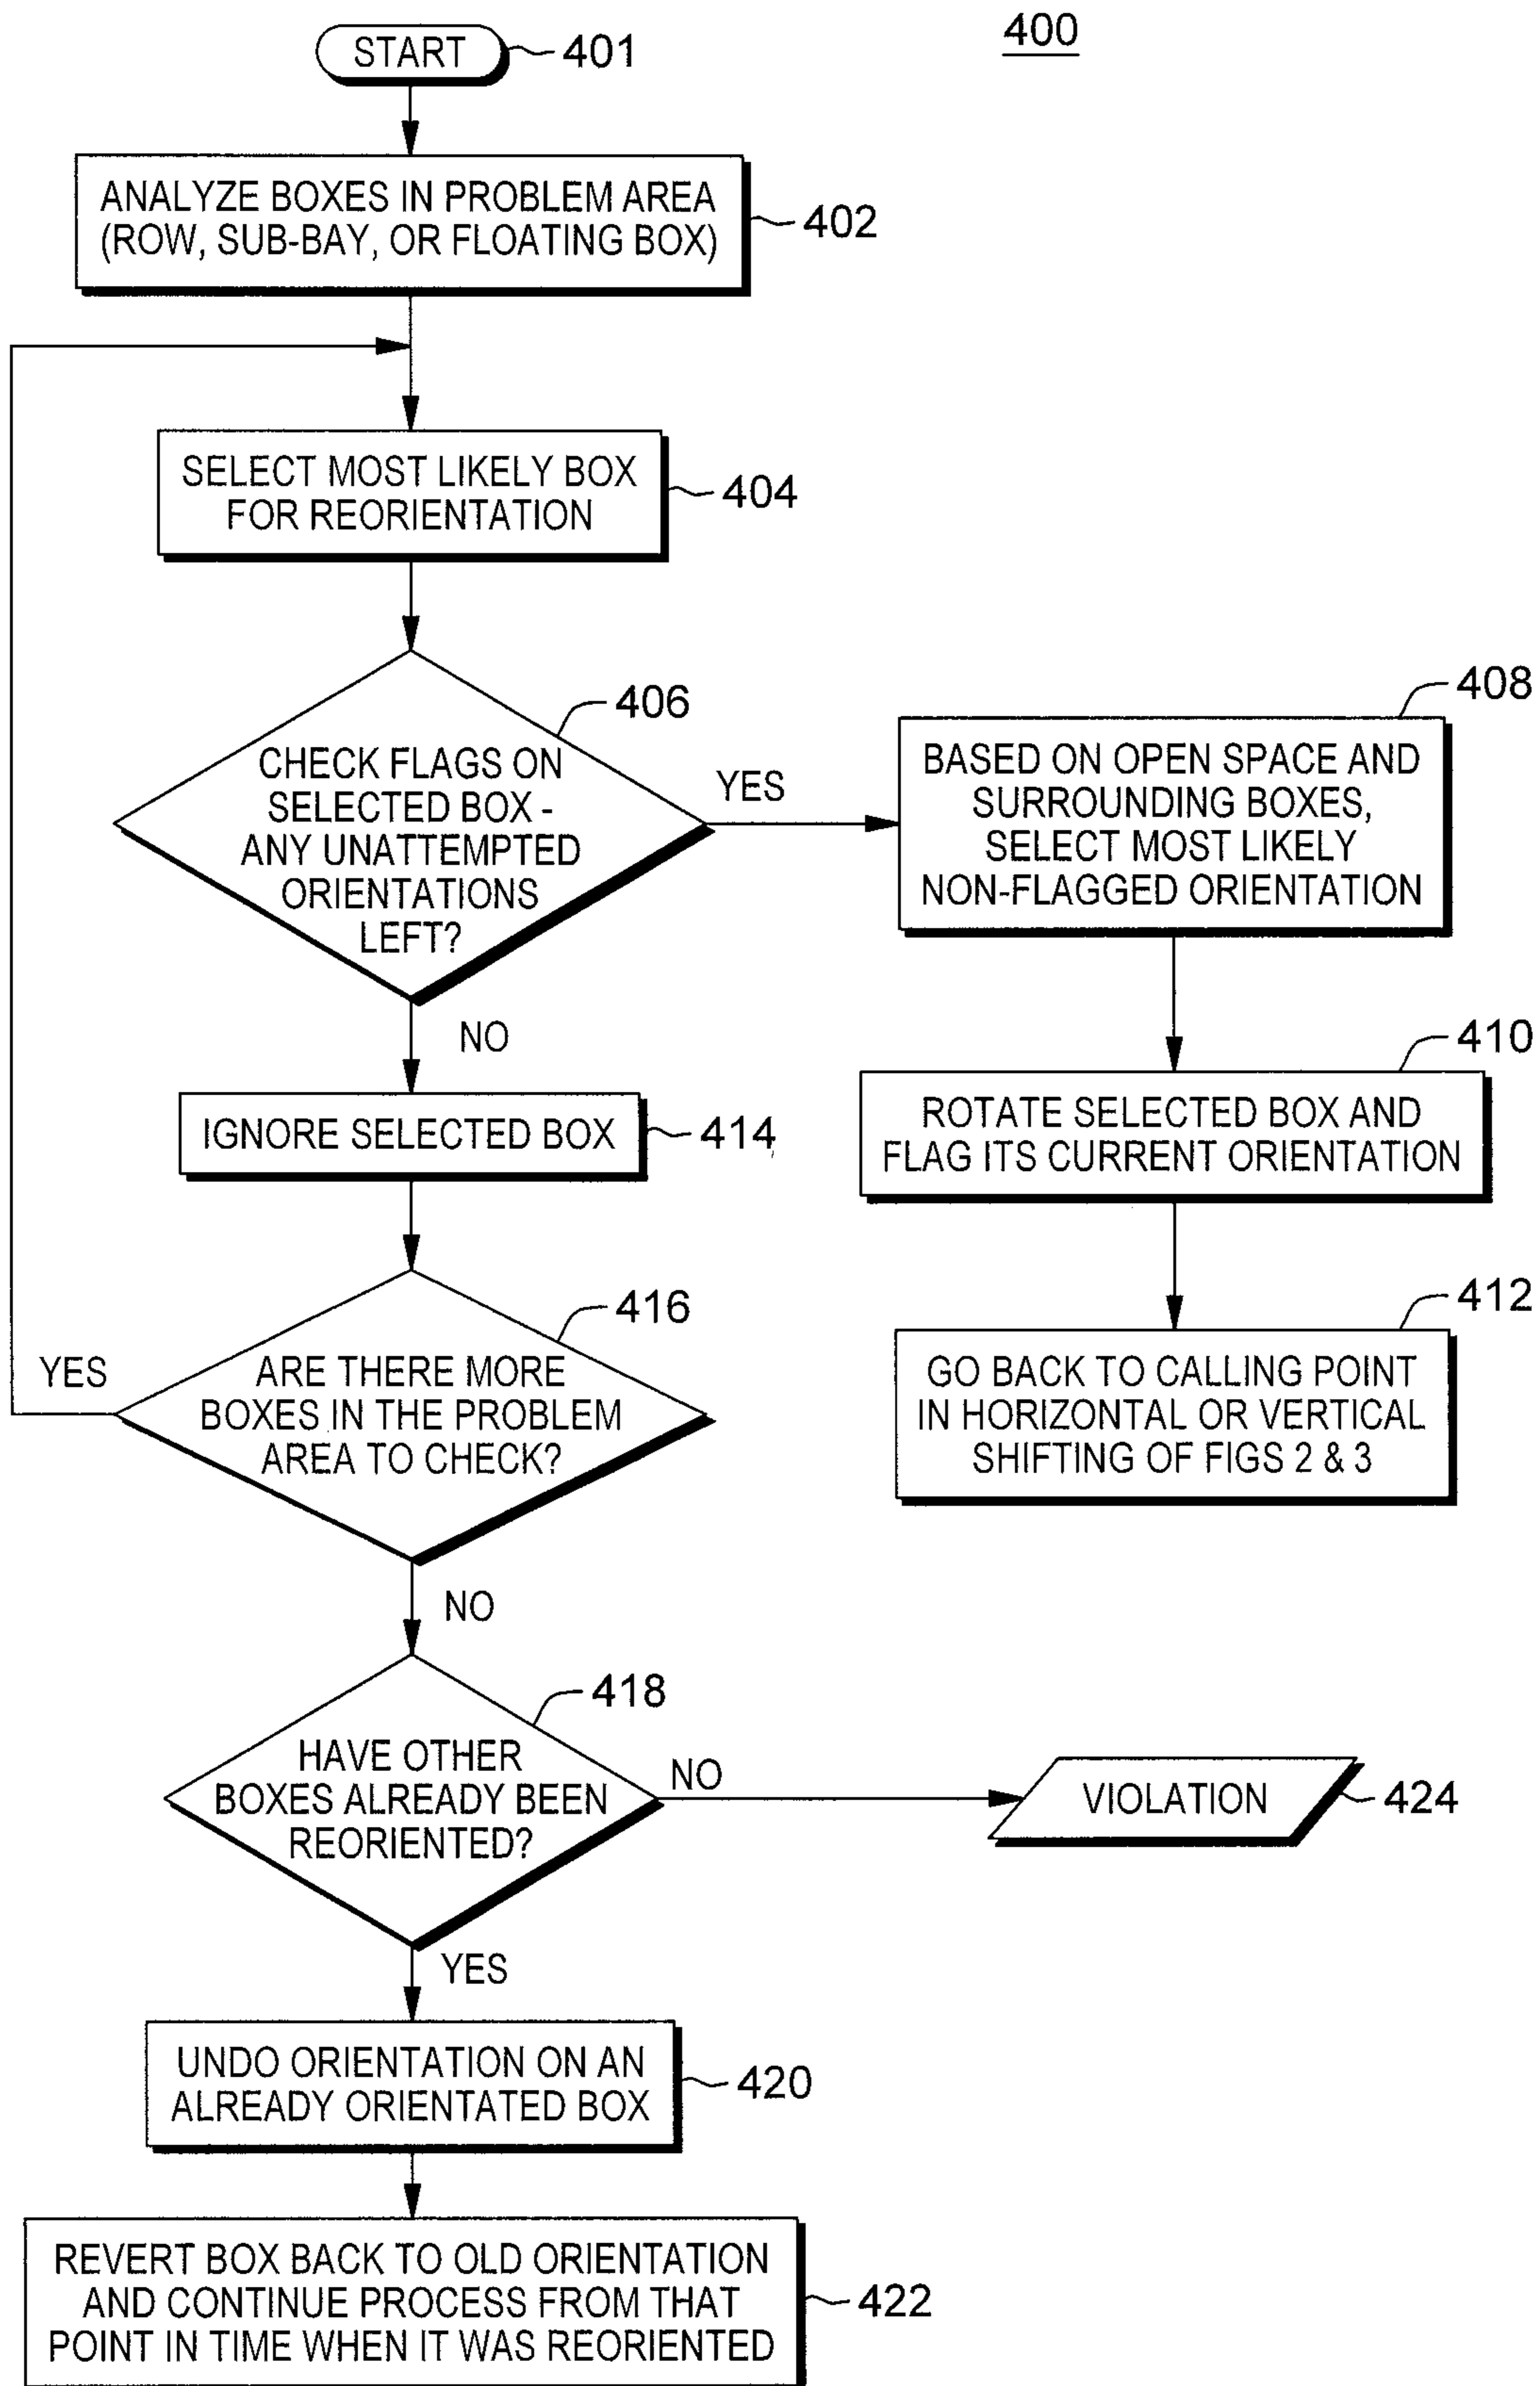 400
START
401
ANALYZE BOXES IN PROBLEM AREA
(ROW, SUB-BAY, OR FLOATING BOX)
402
SELECT MOST LIKELY BOX
FOR REORIENTATION
404
406
CHECK FLAGS ON
SELECTED BOX -
ANY UNATTEMPTED
ORIENTATIONS
LEFT?
YES
408
BASED ON OPEN SPACE AND
SURROUNDING BOXES,
SELECT MOST LIKELY
NON-FLAGGED ORIENTATION
NO
410
ROTATE SELECTED BOX AND
FLAG ITS CURRENT ORIENTATION
IGNORE SELECTED BOX
414
412
GO BACK TO CALLING POINT
IN HORIZONTAL OR VERTICAL
SHIFTING OF FIGS 2 & 3
416
YES
ARE THERE MORE
BOXES IN THE PROBLEM
AREA TO CHECK?
NO
418
HAVE OTHER
BOXES ALREADY BEEN
REORIENTED?
NO
VIOLATION
424
YES
UNDO ORIENTATION ON AN
ALREADY ORIENTATED BOX
420
REVERT BOX BACK TO OLD ORIENTATION
AND CONTINUE PROCESS FROM THAT
POINT IN TIME WHEN IT WAS REORIENTED
422